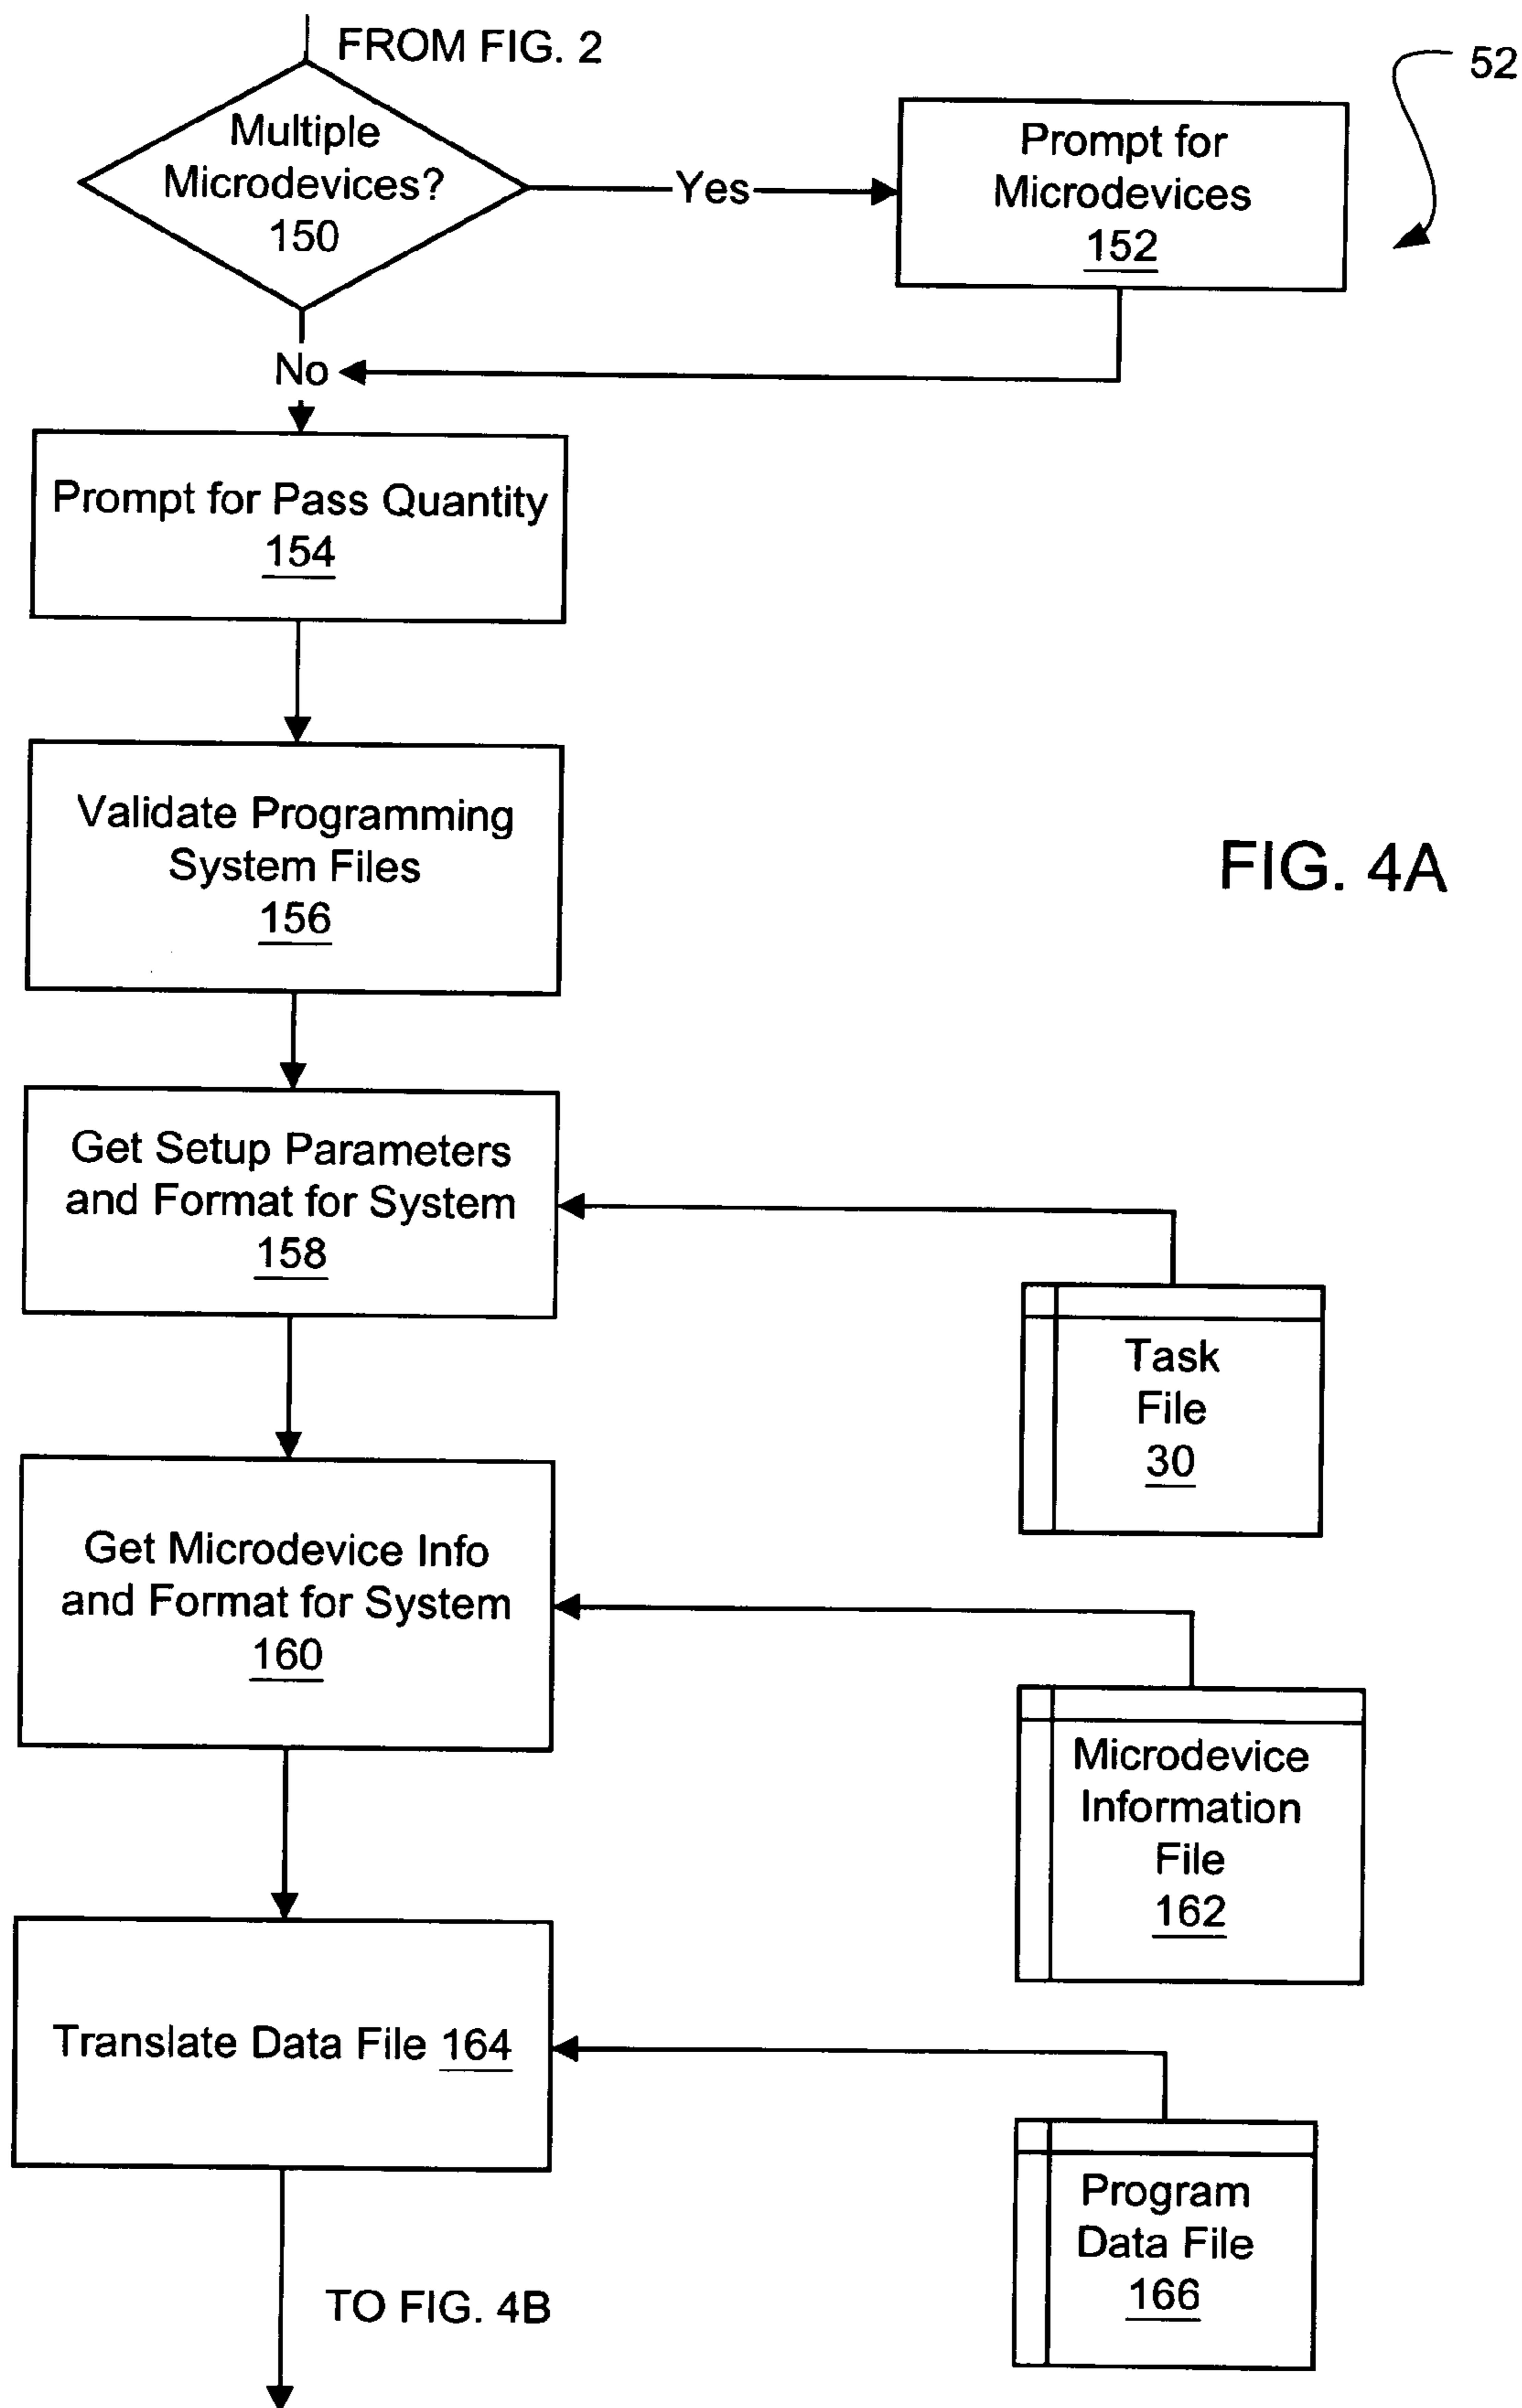 FROM FIG. 2
52
Multiple
Microdevices?
150
Yes
Prompt for
Microdevices
152
No
Prompt for Pass Quantity
154
Validate Programming
System Files
156
FIG. 4A
Get Setup Parameters
and Format for System
158
Task
File
30
Get Microdevice Info
and Format for System
160
Microdevice
Information
File
162
Translate Data File 164
Program
Data File
166
TO FIG. 4B